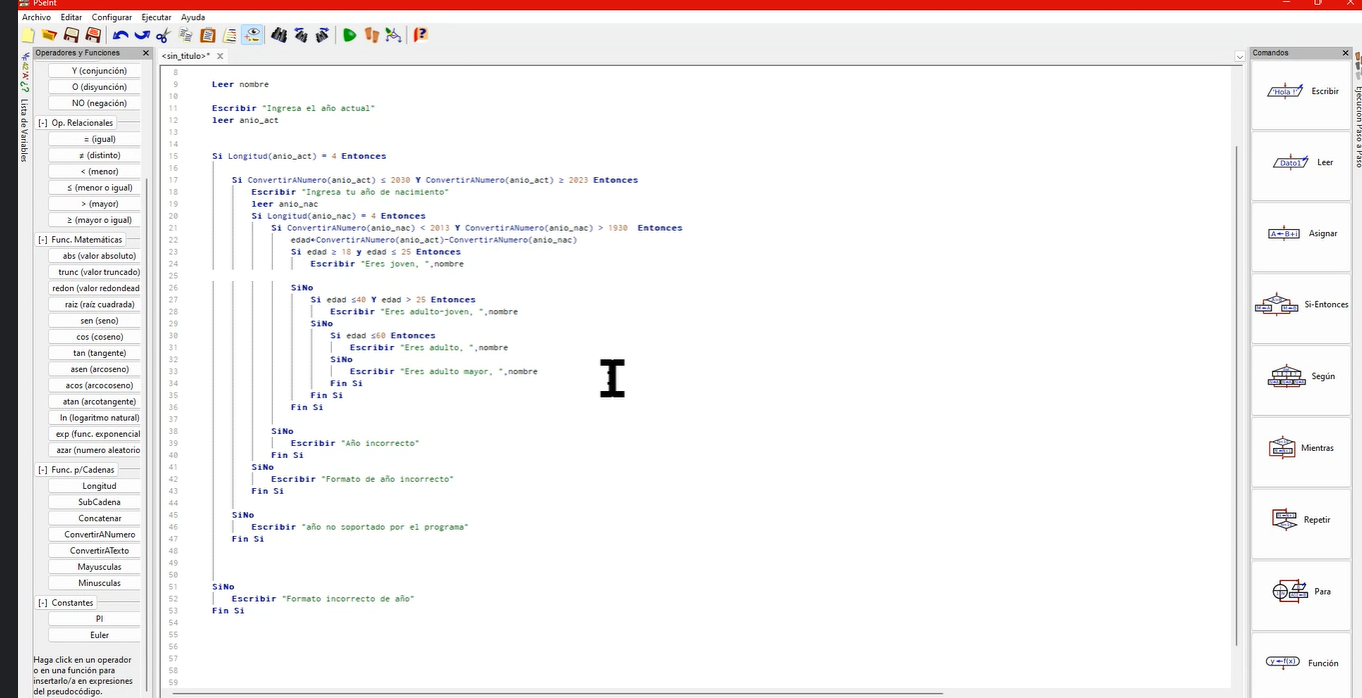 PSeInt
Archivo Editar Configurar Ejecutar Ayuda
Operadores y Funciones
<sin_titulo>*
Comandos
Lista de Variables
*+42'A'¿?
Y (conjunción)
O (disyunción)
NO (negación)
[-] Op. Relacionales
= (igual)
≠ (distinto)
< (menor)
≤ (menor o igual)
> (mayor)
≥ (mayor o igual)
[-] Func. Matemáticas
abs (valor absoluto)
trunc (valor truncado)
redon (valor redondead
raiz (raíz cuadrada)
sen (seno)
cos (coseno)
tan (tangente)
asen (arcoseno)
acos (arcocoseno)
atan (arcotangente)
ln (logaritmo natural)
exp (func. exponencial
azar (numero aleatorio
[-] Func. p/Cadenas
Longitud
SubCadena
Concatenar
ConvertirANumero
ConvertirATexto
Mayusculas
Minusculas
[-] Constantes
PI
Euler
Haga click en un operador
o en una función para
insertarlo/a en expresiones
del pseudocódigo.
8
9 Leer nombre
10
11 Escribir "Ingresa el año actual"
12 leer anio_act
13
14
15 Si Longitud(anio_act) = 4 Entonces
16
17 Si ConvertirANumero(anio_act) ≤ 2030 Y ConvertirANumero(anio_act) ≥ 2023 Entonces
18 Escribir "Ingresa tu año de nacimiento"
19 leer anio_nac
20 Si Longitud(anio_nac) = 4 Entonces
21 Si ConvertirANumero(anio_nac) < 2013 Y ConvertirANumero(anio_nac) > 1930 Entonces
22 edad←ConvertirANumero(anio_act)-ConvertirANumero(anio_nac)
23 Si edad ≥ 18 y edad ≤ 25 Entonces
24 Escribir "Eres joven, ",nombre
25
26 SiNo
27 Si edad ≤40 Y edad > 25 Entonces
28 Escribir "Eres adulto-joven, ",nombre
29 SiNo
30 Si edad ≤60 Entonces
31 Escribir "Eres adulto, ",nombre
32 SiNo
33 Escribir "Eres adulto mayor, ",nombre
34 Fin Si
35 Fin Si
36 Fin Si
37
38 SiNo
39 Escribir "Año incorrecto"
40 Fin Si
41 SiNo
42 Escribir "Formato de año incorrecto"
43 Fin Si
44
45 SiNo
46 Escribir "año no soportado por el programa"
47 Fin Si
48
49
50
51 SiNo
52 Escribir "Formato incorrecto de año"
53 Fin Si
54
55
56
57
58
59
'Hola !' Escribir
Dato1 Leer
A←B+i Asignar
Si-Entonces
Según
Mientras
Repetir
Para
y←f(x) Función
Ejecución Paso a Paso